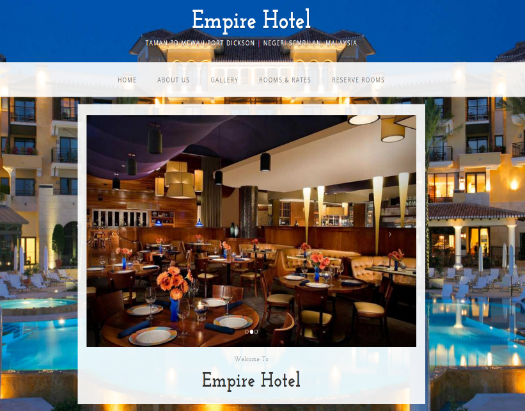 Empire Hotel
TAMAN TO MEWAH PORT DICKSON | NEGERI SEMBILAN, MALAYSIA
HOME ABOUT US GALLERY ROOMS & RATES RESERVE ROOMS
Welcome To
Empire Hotel